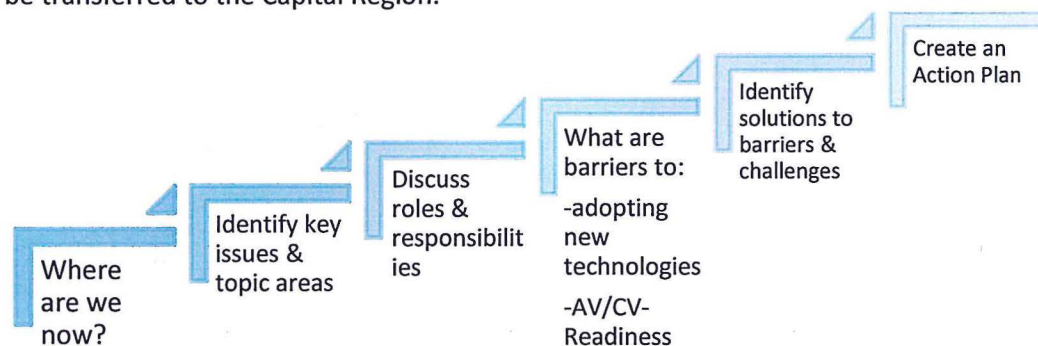 be transferred to the Capital Region.
Where
are we
now?
Identify key
issues &
topic areas
Discuss
roles &
responsibilit
ies
What are
barriers to:
-adopting
new
technologies
-AV/CV-
Readiness
Identify
solutions to
barriers &
challenges
Create an
Action Plan